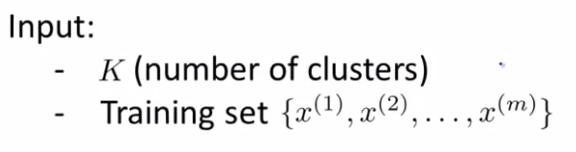 Input:
- K (number of clusters)
- Training set {x⁽¹⁾, x⁽²⁾, . . . , x⁽ᵐ⁾}